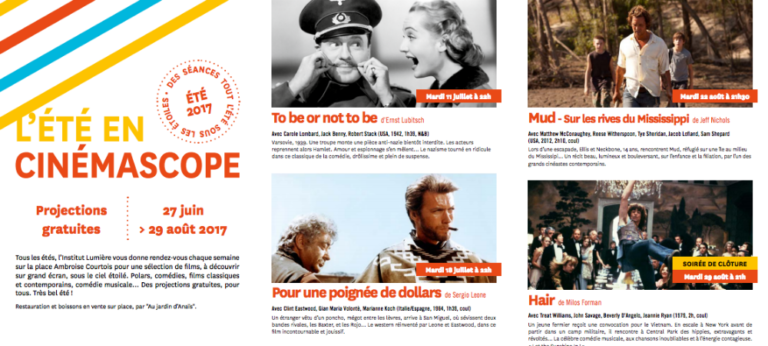 DES SÉANCES TOUT L'ÉTÉ SOUS LES ÉTOILES
ÉTÉ
2017
L'ÉTÉ EN
CINÉMASCOPE
Projections
gratuites
27 juin
> 29 août 2017
Tous les étés, l'Institut Lumière vous donne rendez-vous chaque semaine
sur la place Ambroise Courtois pour une sélection de films, à découvrir
sur grand écran, sous le ciel étoilé. Polars, comédies, films classiques
et contemporains, comédie musicale... Des projections gratuites, pour
tous. Très bel été !
Restauration et boissons en vente sur place, par "Au jardin d'Anaïs".
Mardi 11 juillet à 22h
To be or not to be d'Ernst Lubitsch
Avec Carole Lombard, Jack Benny, Robert Stack (USA, 1942, 1h39, N&B)
Varsovie, 1939. Une troupe monte une pièce anti-nazie bientôt interdite. Les acteurs
reprennent alors Hamlet. Amour et espionnage s'en mêlent... Le nazisme tourné en ridicule
dans ce classique de la comédie, drôlissime et plein de suspense.
Mardi 18 juillet à 22h
Pour une poignée de dollars de Sergio Leone
Avec Clint Eastwood, Gian Maria Volonté, Marianne Koch (Italie/Espagne, 1964, 1h36, coul)
Un étranger vêtu d'un poncho, mégot entre les lèvres, arrive à San Miguel, où sévissent deux
bandes rivales, les Baxter, et les Rojo... Le western réinventé par Leone et Eastwood, dans ce
film incontournable et jouissif.
Mardi 22 août à 21h30
Mud - Sur les rives du Mississippi de Jeff Nichols
Avec Matthew McConaughey, Reese Witherspoon, Tye Sheridan, Jacob Lofland, Sam Shepard
(USA, 2012, 2h10, coul)
Lors d'une escapade, Ellis et Neckbone, 14 ans, rencontrent Mud, réfugié sur une île au milieu
du Mississipi... Un récit beau, lumineux et bouleversant, sur l'enfance et la filiation, par l'un des
grands cinéastes contemporains.
SOIRÉE DE CLÔTURE
Mardi 29 août à 21h
Hair de Milos Forman
Avec Treat Williams, John Savage, Beverly D'Angelo, Jeannie Ryan (1979, 2h, coul)
Un jeune fermier reçoit une convocation pour le Vietnam. En escale à New York avant de
partir dans un camp militaire, il rencontre à Central Park des hippies, extravagants et
révoltés... La célèbre comédie musicale, aux chansons inoubliables et à l'énergie contagieuse.